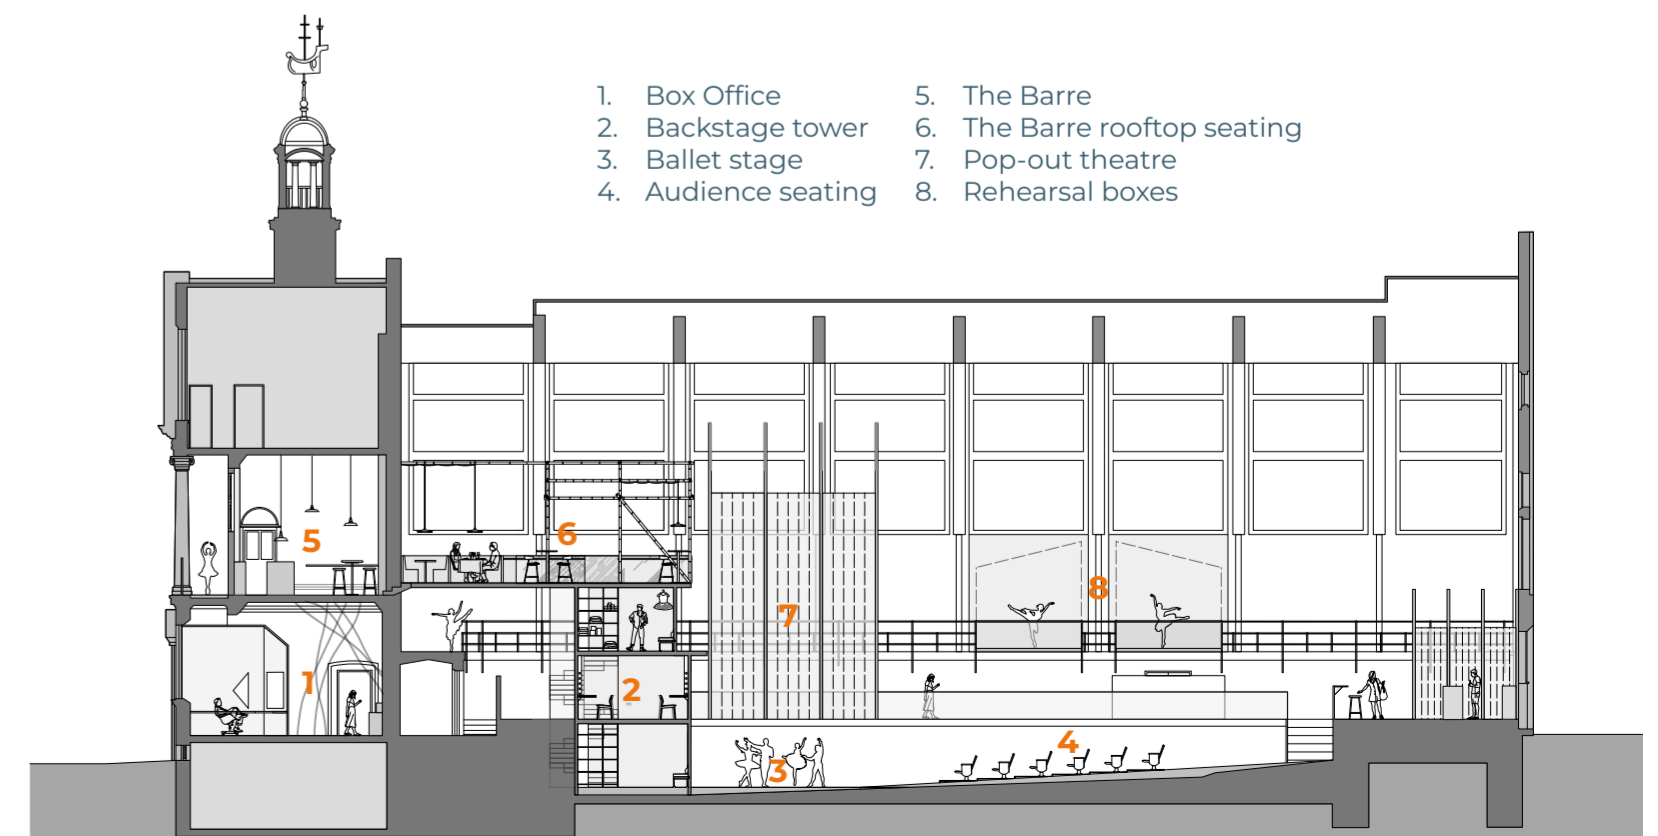 1. Box Office
2. Backstage tower
3. Ballet stage
4. Audience seating
5. The Barre
6. The Barre rooftop seating
7. Pop-out theatre
8. Rehearsal boxes
5
6
8
7
1
2
4
3